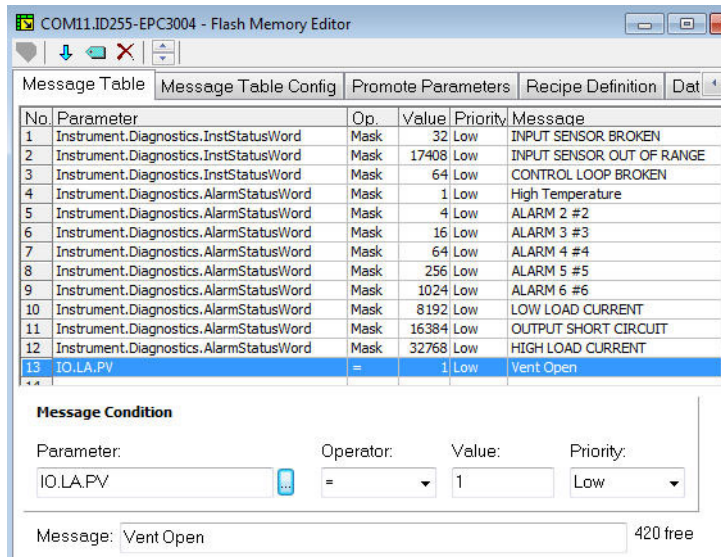 COM11.ID255-EPC3004 - Flash Memory Editor
Message Table Message Table Config Promote Parameters Recipe Definition Dat
No. Parameter Op. Value Priority Message
1 Instrument.Diagnostics.InstStatusWord Mask 32 Low INPUT SENSOR BROKEN
2 Instrument.Diagnostics.InstStatusWord Mask 17408 Low INPUT SENSOR OUT OF RANGE
3 Instrument.Diagnostics.InstStatusWord Mask 64 Low CONTROL LOOP BROKEN
4 Instrument.Diagnostics.AlarmStatusWord Mask 1 Low High Temperature
5 Instrument.Diagnostics.AlarmStatusWord Mask 4 Low ALARM 2 #2
6 Instrument.Diagnostics.AlarmStatusWord Mask 16 Low ALARM 3 #3
7 Instrument.Diagnostics.AlarmStatusWord Mask 64 Low ALARM 4 #4
8 Instrument.Diagnostics.AlarmStatusWord Mask 256 Low ALARM 5 #5
9 Instrument.Diagnostics.AlarmStatusWord Mask 1024 Low ALARM 6 #6
10 Instrument.Diagnostics.AlarmStatusWord Mask 8192 Low LOW LOAD CURRENT
11 Instrument.Diagnostics.AlarmStatusWord Mask 16384 Low OUTPUT SHORT CIRCUIT
12 Instrument.Diagnostics.AlarmStatusWord Mask 32768 Low HIGH LOAD CURRENT
13 IO.LA.PV = 1 Low Vent Open
14
Message Condition
Parameter: Operator: Value: Priority:
IO.LA.PV ... = 1 Low
Message: Vent Open 420 free